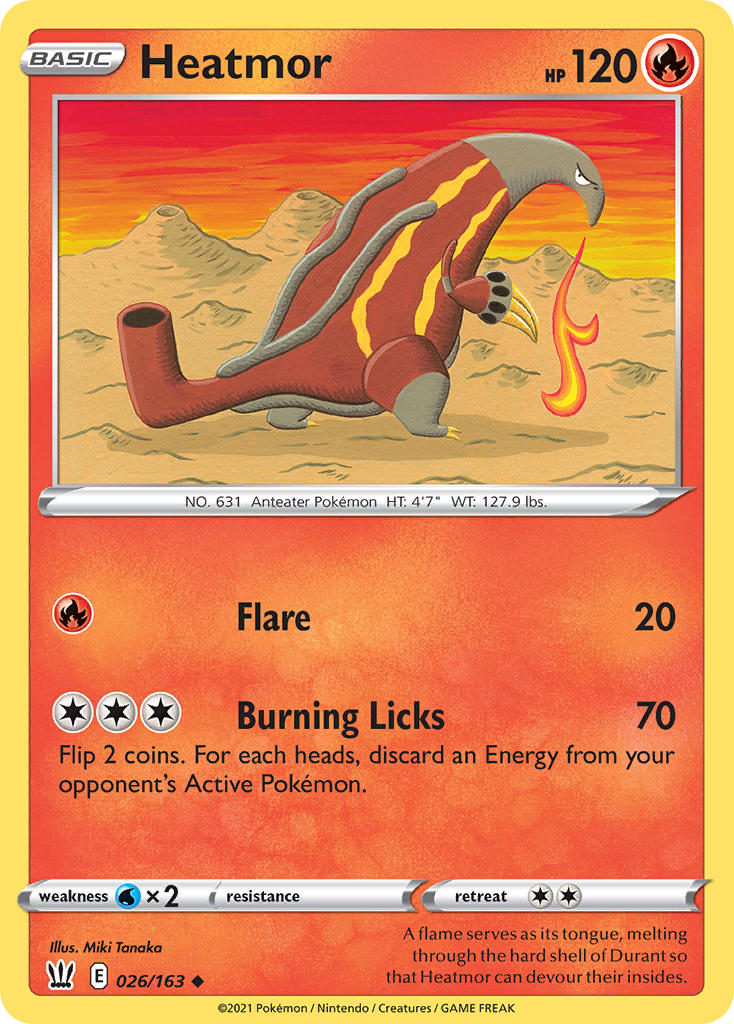 BASIC Heatmor HP 120
NO. 631 Anteater Pokémon HT: 4'7" WT: 127.9 lbs.
Flare 20
Burning Licks 70
Flip 2 coins. For each heads, discard an Energy from your
opponent's Active Pokémon.
weakness ×2 resistance retreat
Illus. Miki Tanaka
A flame serves as its tongue, melting
through the hard shell of Durant so
that Heatmor can devour their insides.
E 026/163
©2021 Pokémon / Nintendo / Creatures / GAME FREAK